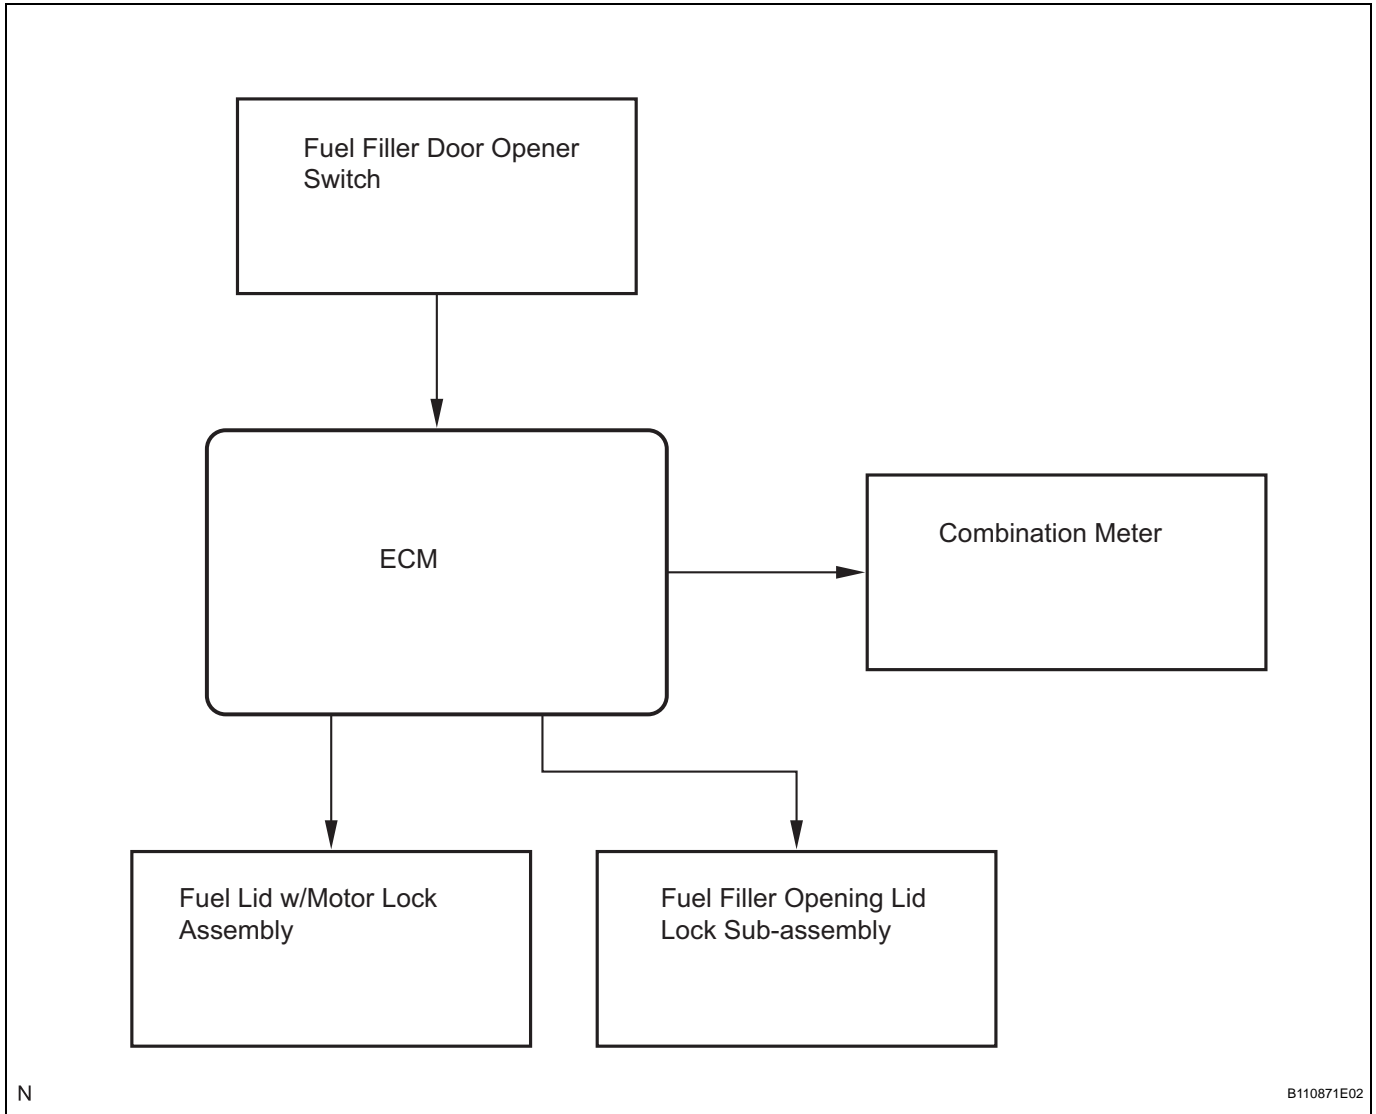 Fuel Filler Door Opener
Switch
ECM
Combination Meter
Fuel Lid w/Motor Lock
Assembly
Fuel Filler Opening Lid
Lock Sub-assembly
N
B110871E02